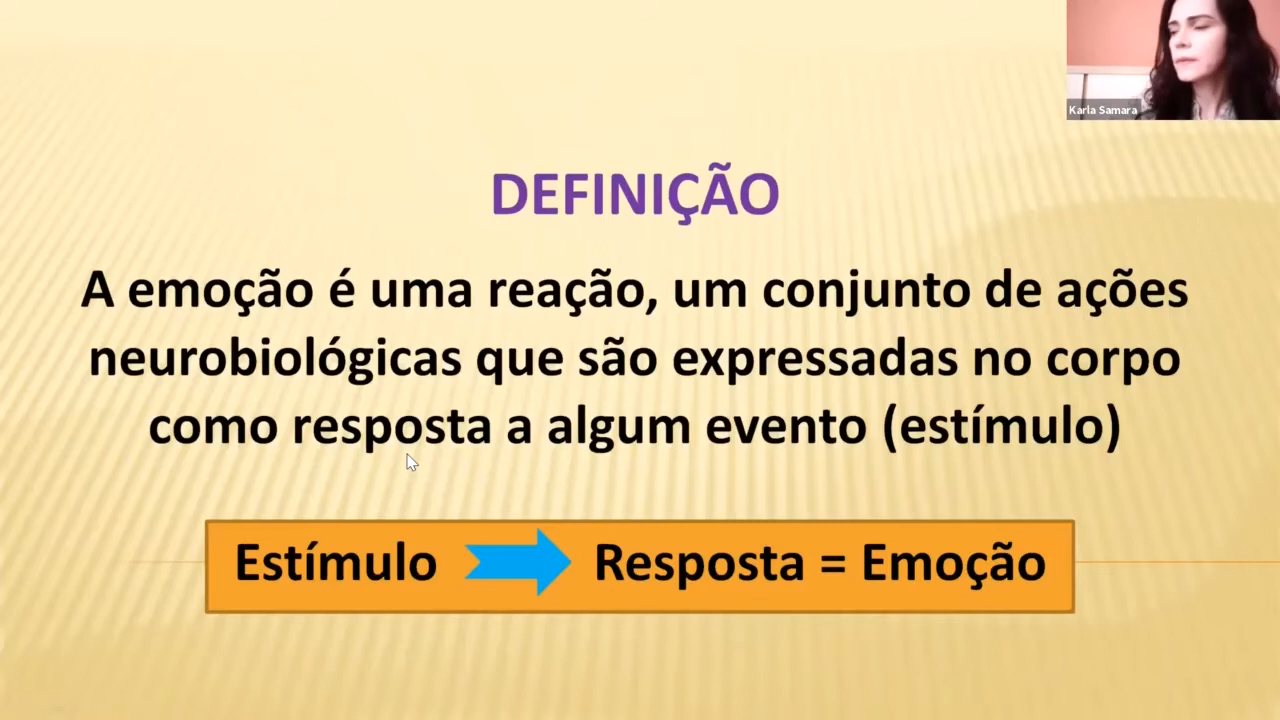 Karla Samara
DEFINIÇÃO
A emoção é uma reação, um conjunto de ações
neurobiológicas que são expressadas no corpo
como resposta a algum evento (estímulo)
Estímulo Resposta = Emoção